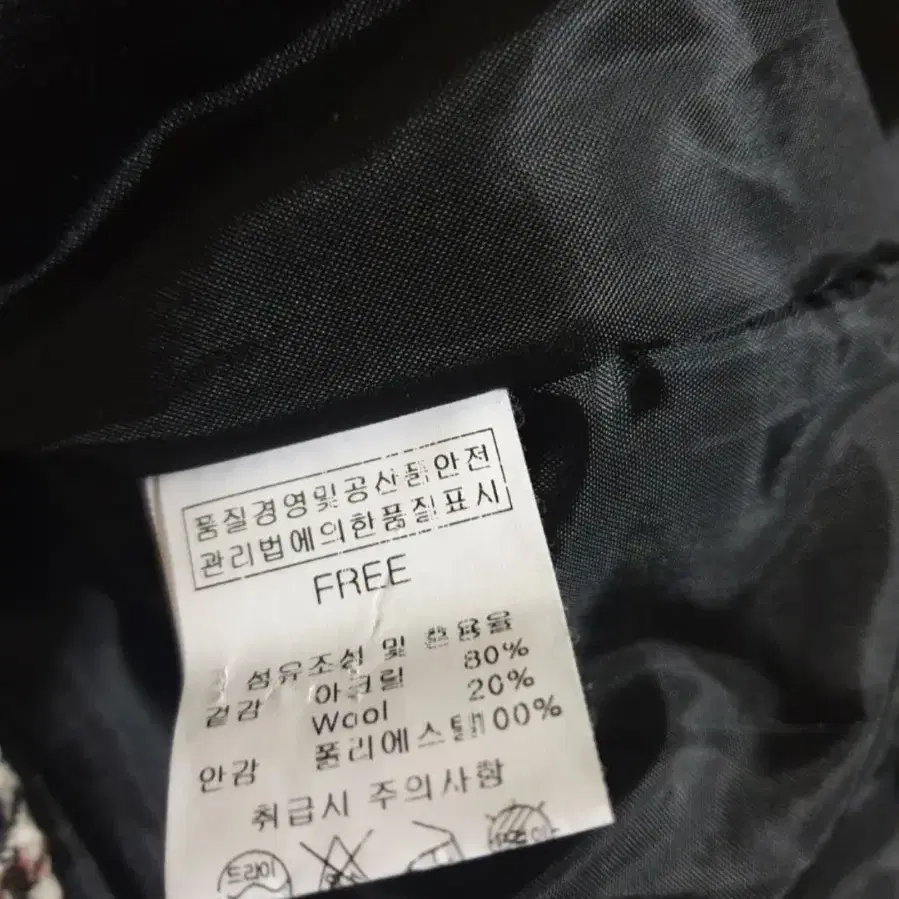 품질경영및공산품안전
관리법에의한품질표시
FREE
섬유조성 및 혼용율
겉감 아크릴 80%
Wool 20%
안감 폴리에스텔100%
취급시 주의사항
드라이